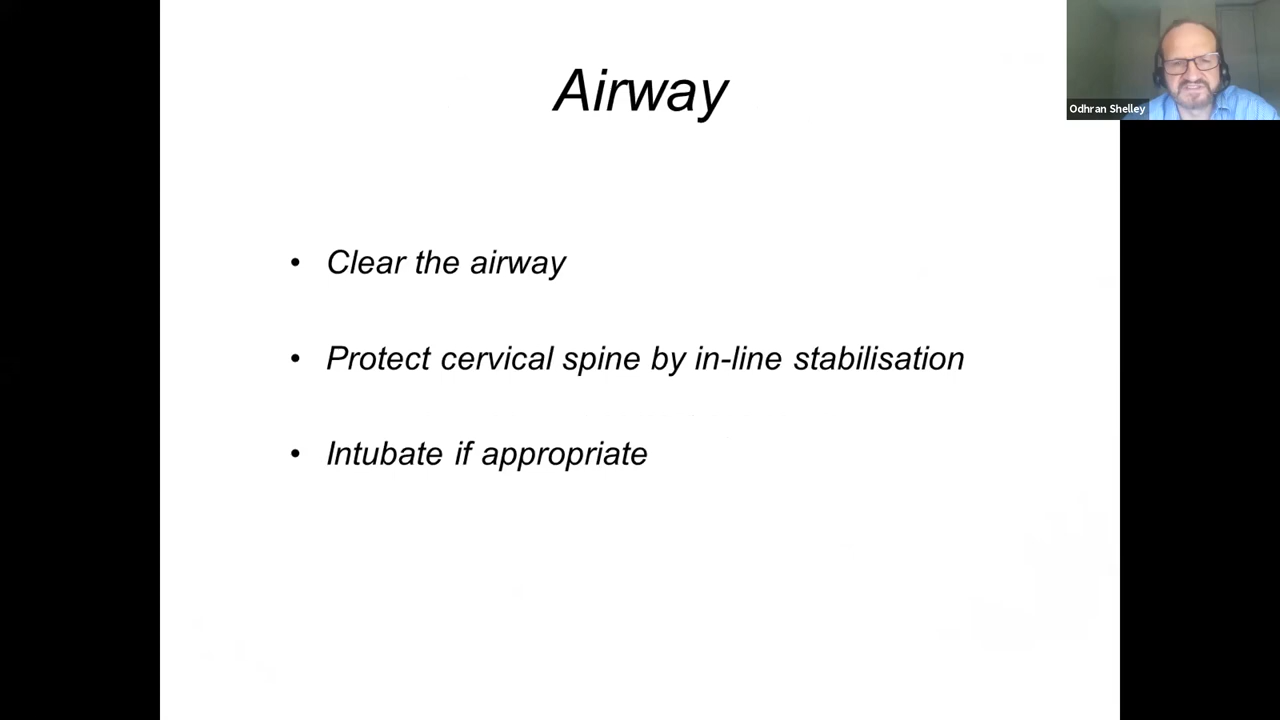 Airway
Odhran Shelley
• Clear the airway
• Protect cervical spine by in-line stabilisation
• Intubate if appropriate